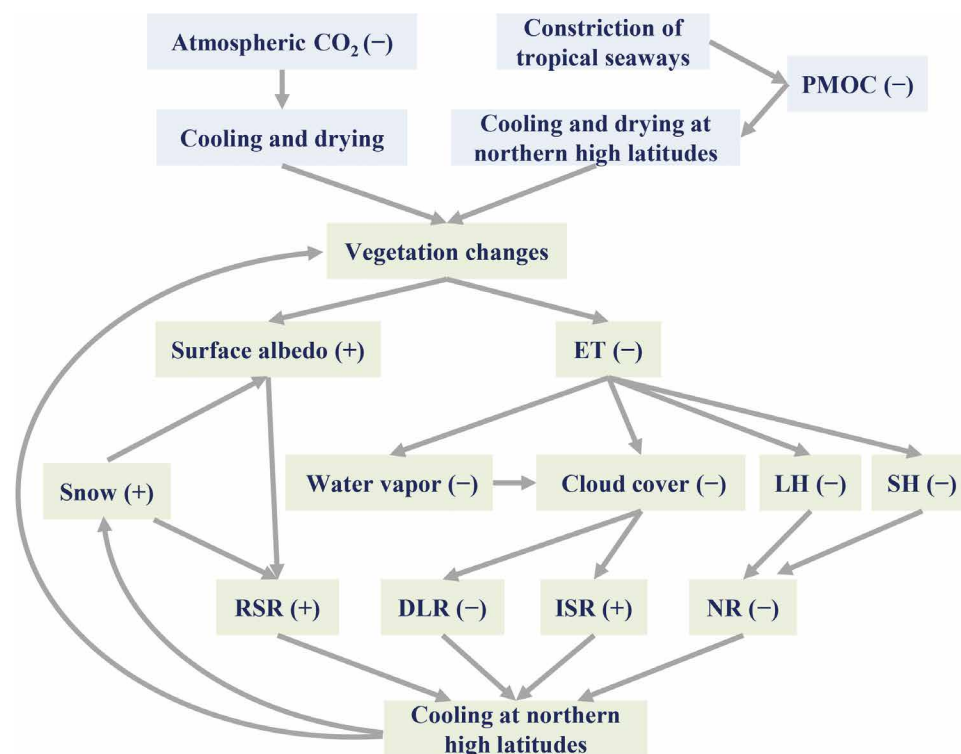 Atmospheric CO₂ (−)
Constriction of
tropical seaways
PMOC (−)
Cooling and drying
Cooling and drying at
northern high latitudes
Vegetation changes
Surface albedo (+)
ET (−)
Snow (+)
Water vapor (−)
Cloud cover (−)
LH (−)
SH (−)
RSR (+)
DLR (−)
ISR (+)
NR (−)
Cooling at northern
high latitudes